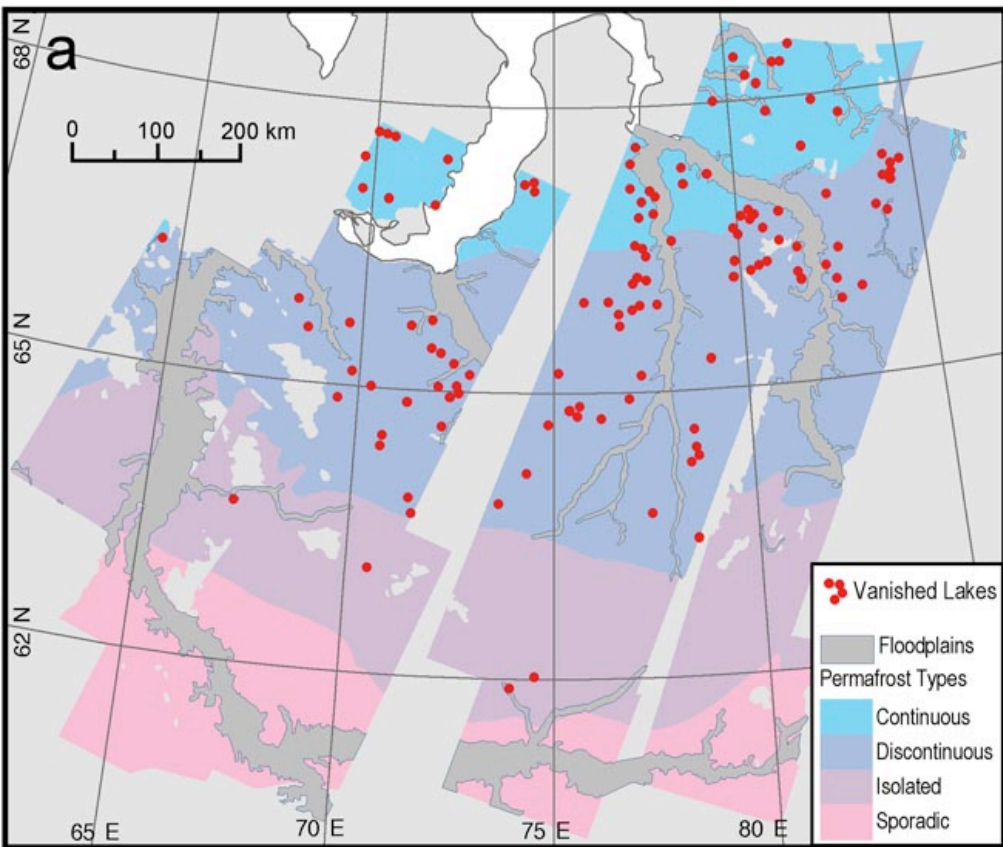 a
68 N
0 100 200 km
65 N
62 N
65 E
70 E
75 E
80 E
Vanished Lakes
Floodplains
Permafrost Types
Continuous
Discontinuous
Isolated
Sporadic